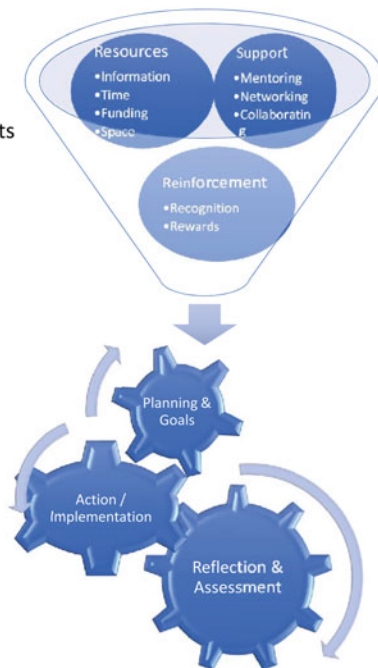 Resources
•Information
•Time
•Funding
•Space
Support
•Mentoring
•Networking
•Collaboratin
g
ts
Reinforcement
•Recognition
•Rewards
Planning &
Goals
Action /
Implementation
Reflection &
Assessment